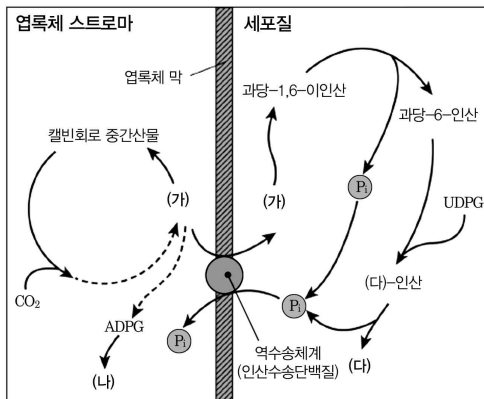 엽록체 스트로마
세포질
엽록체 막
과당-1,6-이인산
과당-6-인산
캘빈회로 중간산물
(가)
(가)
Pi
UDPG
CO2
(다)-인산
ADPG
Pi
Pi
(나)
역수송체계
(인산수송단백질)
(다)